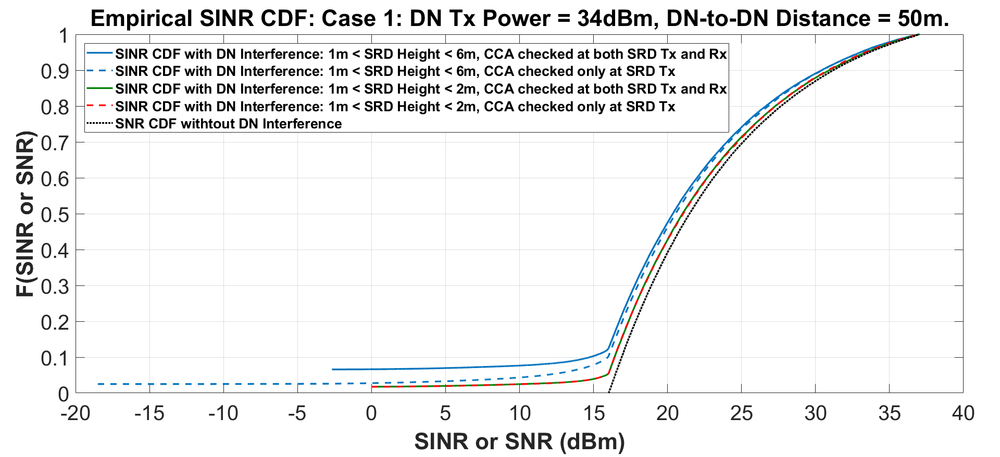 Empirical SINR CDF: Case 1: DN Tx Power = 34dBm, DN-to-DN Distance = 50m.
SINR CDF with DN Interference: 1m < SRD Height < 6m, CCA checked at both SRD Tx and Rx
SINR CDF with DN Interference: 1m < SRD Height < 6m, CCA checked only at SRD Tx
SINR CDF with DN Interference: 1m < SRD Height < 2m, CCA checked at both SRD Tx and Rx
SINR CDF with DN Interference: 1m < SRD Height < 2m, CCA checked only at SRD Tx
SNR CDF withtout DN Interference
F(SINR or SNR)
1
0.9
0.8
0.7
0.6
0.5
0.4
0.3
0.2
0.1
0
-20 -15 -10 -5 0 5 10 15 20 25 30 35 40
SINR or SNR (dBm)